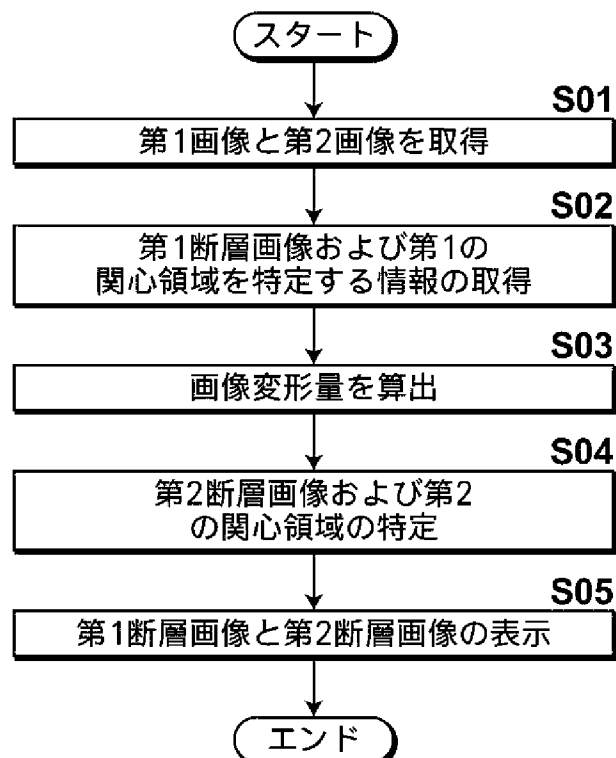 スタート
S01
第1画像と第2画像を取得
S02
第1断層画像および第1の
関心領域を特定する情報の取得
S03
画像変形量を算出
S04
第2断層画像および第2
の関心領域の特定
S05
第1断層画像と第2断層画像の表示
エンド